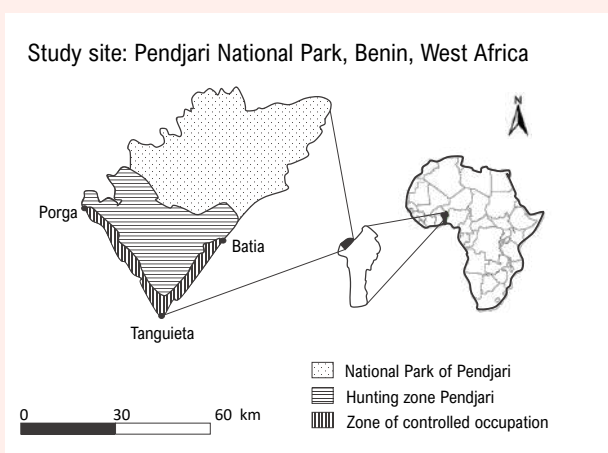 Study site: Pendjari National Park, Benin, West Africa
N
Porga
Batia
Tanguieta
National Park of Pendjari
Hunting zone Pendjari
Zone of controlled occupation
0 30 60 km